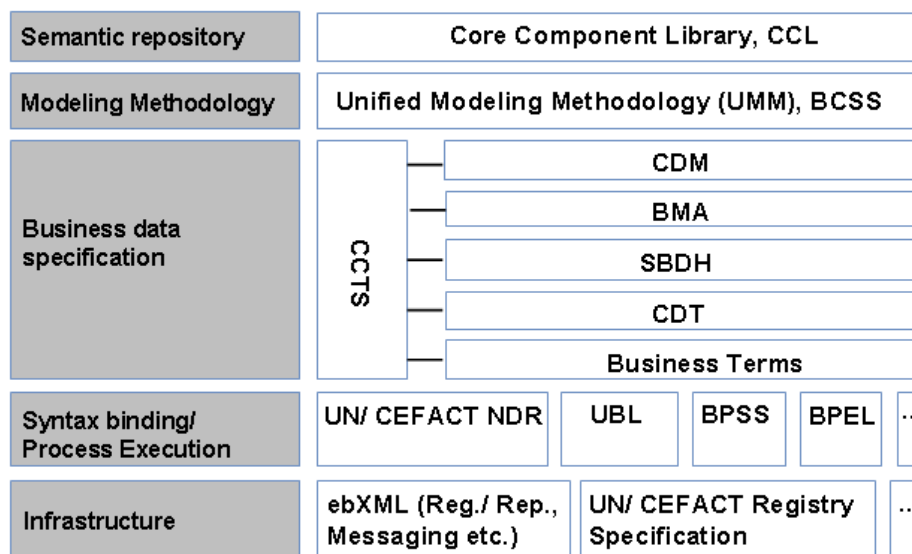 Semantic repository
Core Component Library, CCL
Modeling Methodology
Unified Modeling Methodology (UMM), BCSS
Business data
specification
CCTS
CDM
BMA
SBDH
CDT
Business Terms
Syntax binding/
Process Execution
UN/ CEFACT NDR
UBL
BPSS
BPEL
..
Infrastructure
ebXML (Reg./ Rep.,
Messaging etc.)
UN/ CEFACT Registry
Specification
..